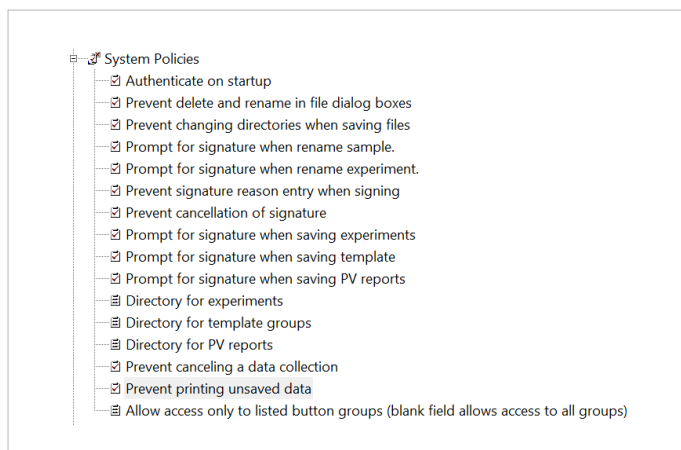 System Policies
Authenticate on startup
Prevent delete and rename in file dialog boxes
Prevent changing directories when saving files
Prompt for signature when rename sample.
Prompt for signature when rename experiment.
Prevent signature reason entry when signing
Prevent cancellation of signature
Prompt for signature when saving experiments
Prompt for signature when saving template
Prompt for signature when saving PV reports
Directory for experiments
Directory for template groups
Directory for PV reports
Prevent canceling a data collection
Prevent printing unsaved data
Allow access only to listed button groups (blank field allows access to all groups)